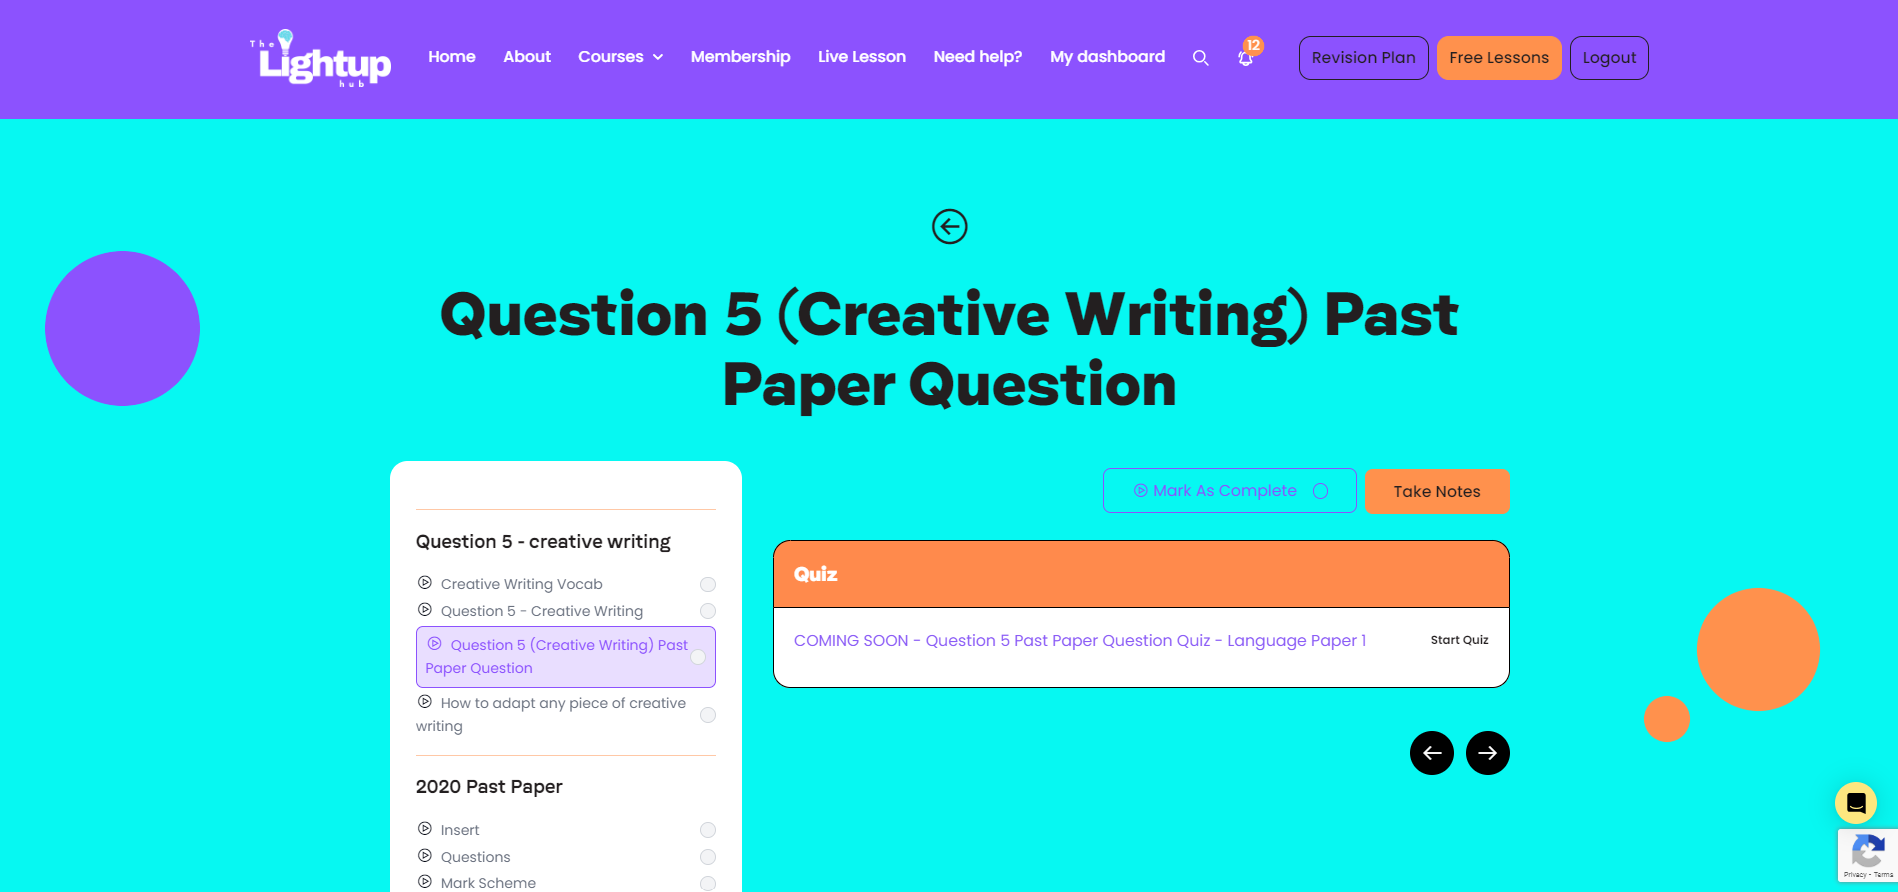 The
Lightup
hub
Home
About
Courses
Membership
Live Lesson
Need help?
My dashboard
12
Revision Plan
Free Lessons
Logout
Question 5 (Creative Writing) Past
Paper Question
Question 5 - creative writing
Creative Writing Vocab
Question 5 - Creative Writing
Question 5 (Creative Writing) Past
Paper Question
How to adapt any piece of creative
writing
2020 Past Paper
Insert
Questions
Mark Scheme
Mark As Complete
Take Notes
Quiz
COMING SOON - Question 5 Past Paper Question Quiz - Language Paper 1
Start Quiz
Privacy - Terms